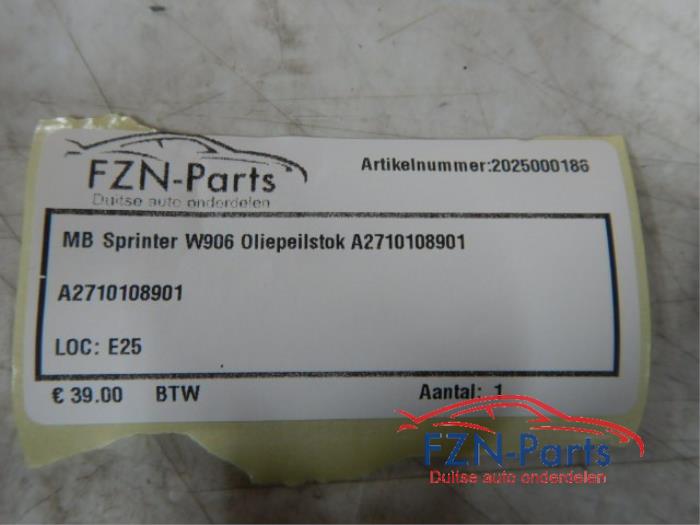 FZN-Parts
Duitse auto onderdelen
Artikelnummer:2025000186
MB Sprinter W906 Oliepeilstok A2710108901
A2710108901
LOC: E25
€ 39.00 BTW Aantal: 1
FZN-Parts
Duitse auto onderdelen